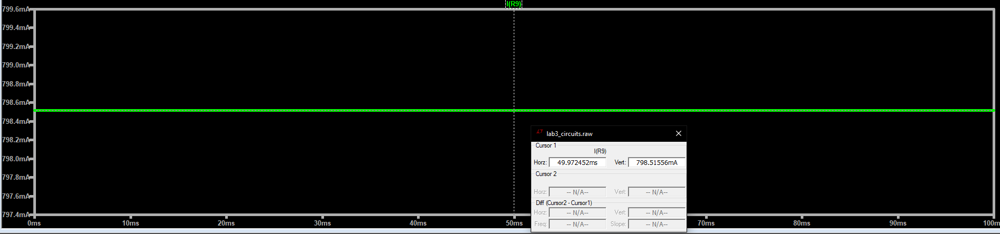 I(R9)
799.6mA
799.4mA
799.2mA
799.0mA
798.8mA
798.6mA
798.4mA
798.2mA
798.0mA
797.8mA
797.6mA
797.4mA
0ms 10ms 20ms 30ms 40ms 50ms 70ms 80ms 90ms 100m
lab3_circuits.raw
Cursor 1
I(R9)
Horz: 49.972452ms Vert: 798.51556mA
Cursor 2
Horz: -- N/A-- Vert: -- N/A--
Diff (Cursor2 - Cursor1)
Horz: -- N/A-- Vert: -- N/A--
Freq: -- N/A-- Slope: -- N/A--